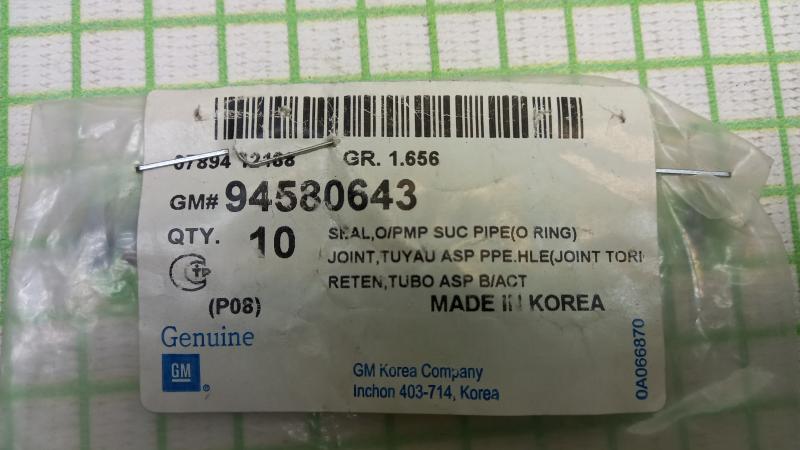 07894 12188 GR. 1.656
GM# 94580643
QTY. 10 SEAL,O/PMP SUC PIPE(O RING)
JOINT,TUYAU ASP PPE.HLE(JOINT TORI
RETEN,TUBO ASP B/ACT
(P08) MADE IN KOREA
Genuine
GM
GM Korea Company
Inchon 403-714, Korea
0A066870